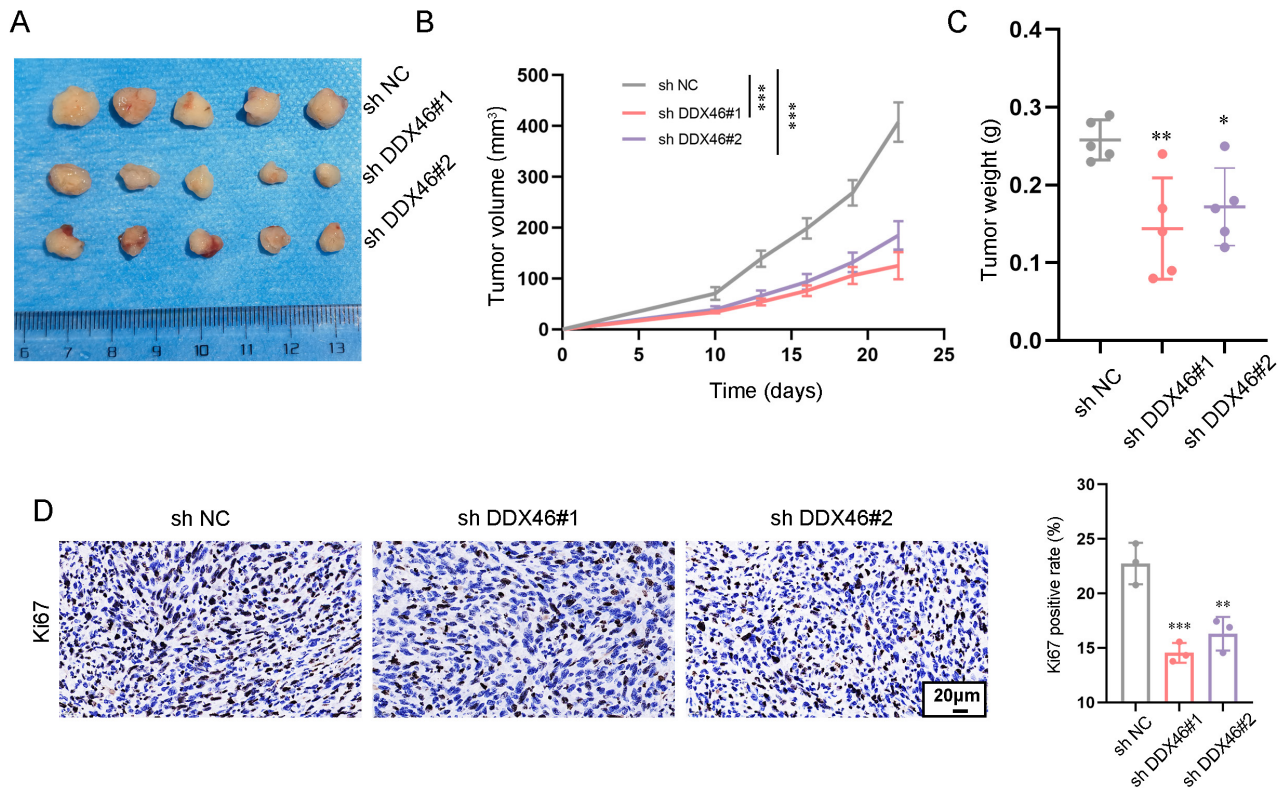 A
sh NC
sh DDX46#1
sh DDX46#2
6 7 8 9 10 11 12 13
B
500
400
300
200
100
0
Tumor volume (mm³)
sh NC
sh DDX46#1
sh DDX46#2
***
***
0 5 10 15 20 25
Time (days)
C
0.4
0.3
0.2
0.1
0.0
Tumor weight (g)
**
*
sh NC
sh DDX46#1
sh DDX46#2
D
sh NC
sh DDX46#1
sh DDX46#2
Ki67
20μm
30
25
20
15
10
Ki67 positive rate (%)
***
**
sh NC
sh DDX46#1
sh DDX46#2